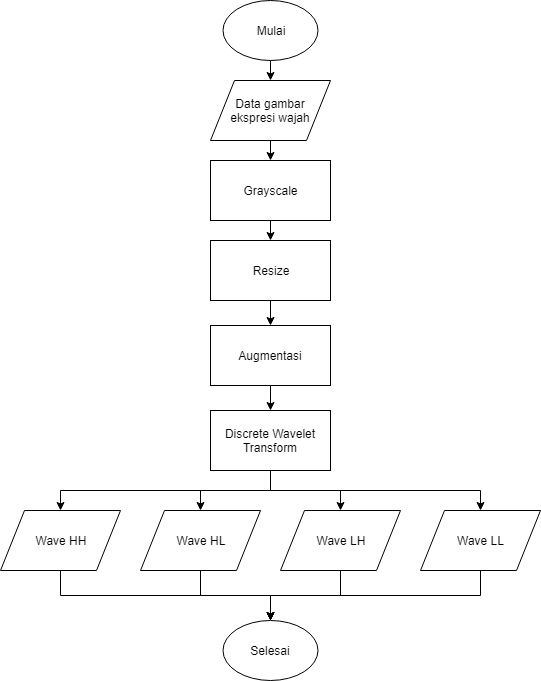 Mulai
Data gambar
ekspresi wajah
Grayscale
Resize
Augmentasi
Discrete Wavelet
Transform
Wave HH
Wave HL
Wave LH
Wave LL
Selesai